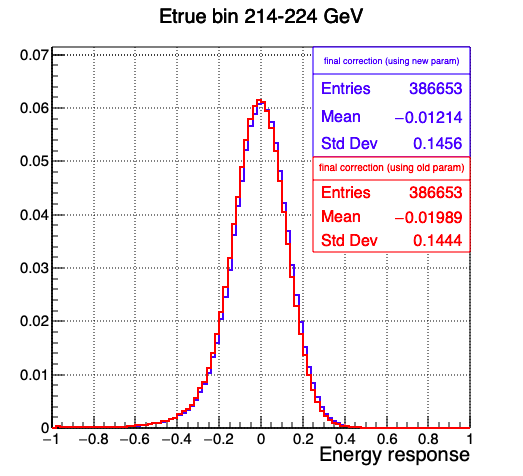 Etrue bin 214-224 GeV
0.07
0.06
0.05
0.04
0.03
0.02
0.01
0
final correction (using new param)
Entries 386653
Mean −0.01214
Std Dev 0.1456
final correction (using old param)
Entries 386653
Mean −0.01989
Std Dev 0.1444
−1 −0.8 −0.6 −0.4 −0.2 0 0.2 0.4 0.6 0.8 1
Energy response